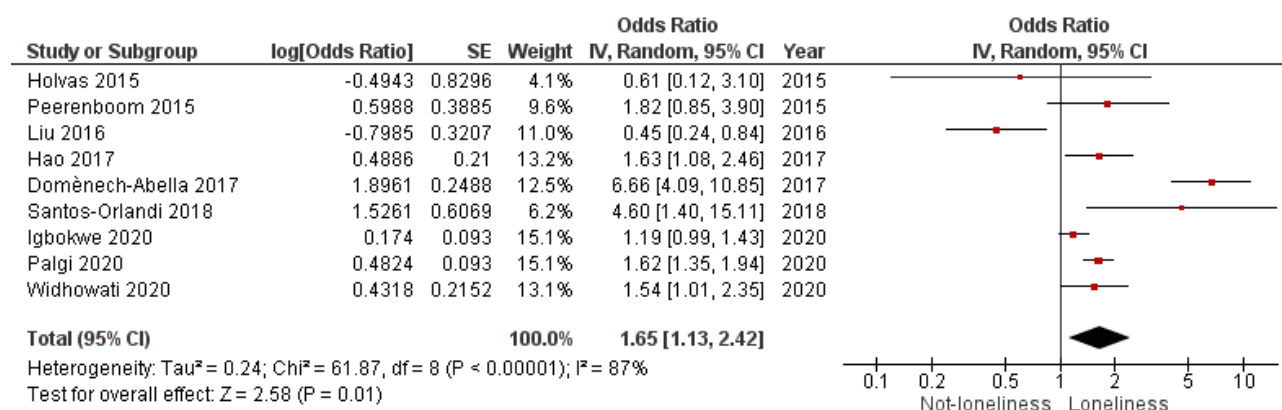 Odds Ratio Odds Ratio
Study or Subgroup log[Odds Ratio] SE Weight IV, Random, 95% CI Year IV, Random, 95% CI
Holvas 2015 -0.4943 0.8296 4.1% 0.61 [0.12, 3.10] 2015
Peerenboom 2015 0.5988 0.3885 9.6% 1.82 [0.85, 3.90] 2015
Liu 2016 -0.7985 0.3207 11.0% 0.45 [0.24, 0.84] 2016
Hao 2017 0.4886 0.21 13.2% 1.63 [1.08, 2.46] 2017
Domènech-Abella 2017 1.8961 0.2488 12.5% 6.66 [4.09, 10.85] 2017
Santos-Orlandi 2018 1.5261 0.6069 6.2% 4.60 [1.40, 15.11] 2018
Igbokwe 2020 0.174 0.093 15.1% 1.19 [0.99, 1.43] 2020
Palgi 2020 0.4824 0.093 15.1% 1.62 [1.35, 1.94] 2020
Widhowati 2020 0.4318 0.2152 13.1% 1.54 [1.01, 2.35] 2020
Total (95% CI) 100.0% 1.65 [1.13, 2.42]
Heterogeneity: Tau² = 0.24; Chi² = 61.87, df = 8 (P < 0.00001); I² = 87%
Test for overall effect: Z = 2.58 (P = 0.01)
0.1 0.2 0.5 1 2 5 10
Not-loneliness Loneliness